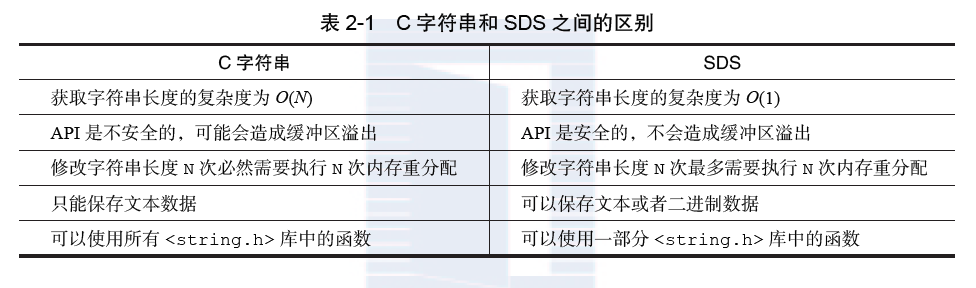 表 2-1 C 字符串和 SDS 之间的区别
C 字符串 SDS
获取字符串长度的复杂度为 O(N) 获取字符串长度的复杂度为 O(1)
API 是不安全的，可能会造成缓冲区溢出 API 是安全的，不会造成缓冲区溢出
修改字符串长度 N 次必然需要执行 N 次内存重分配 修改字符串长度 N 次最多需要执行 N 次内存重分配
只能保存文本数据 可以保存文本或者二进制数据
可以使用所有 <string.h> 库中的函数 可以使用一部分 <string.h> 库中的函数